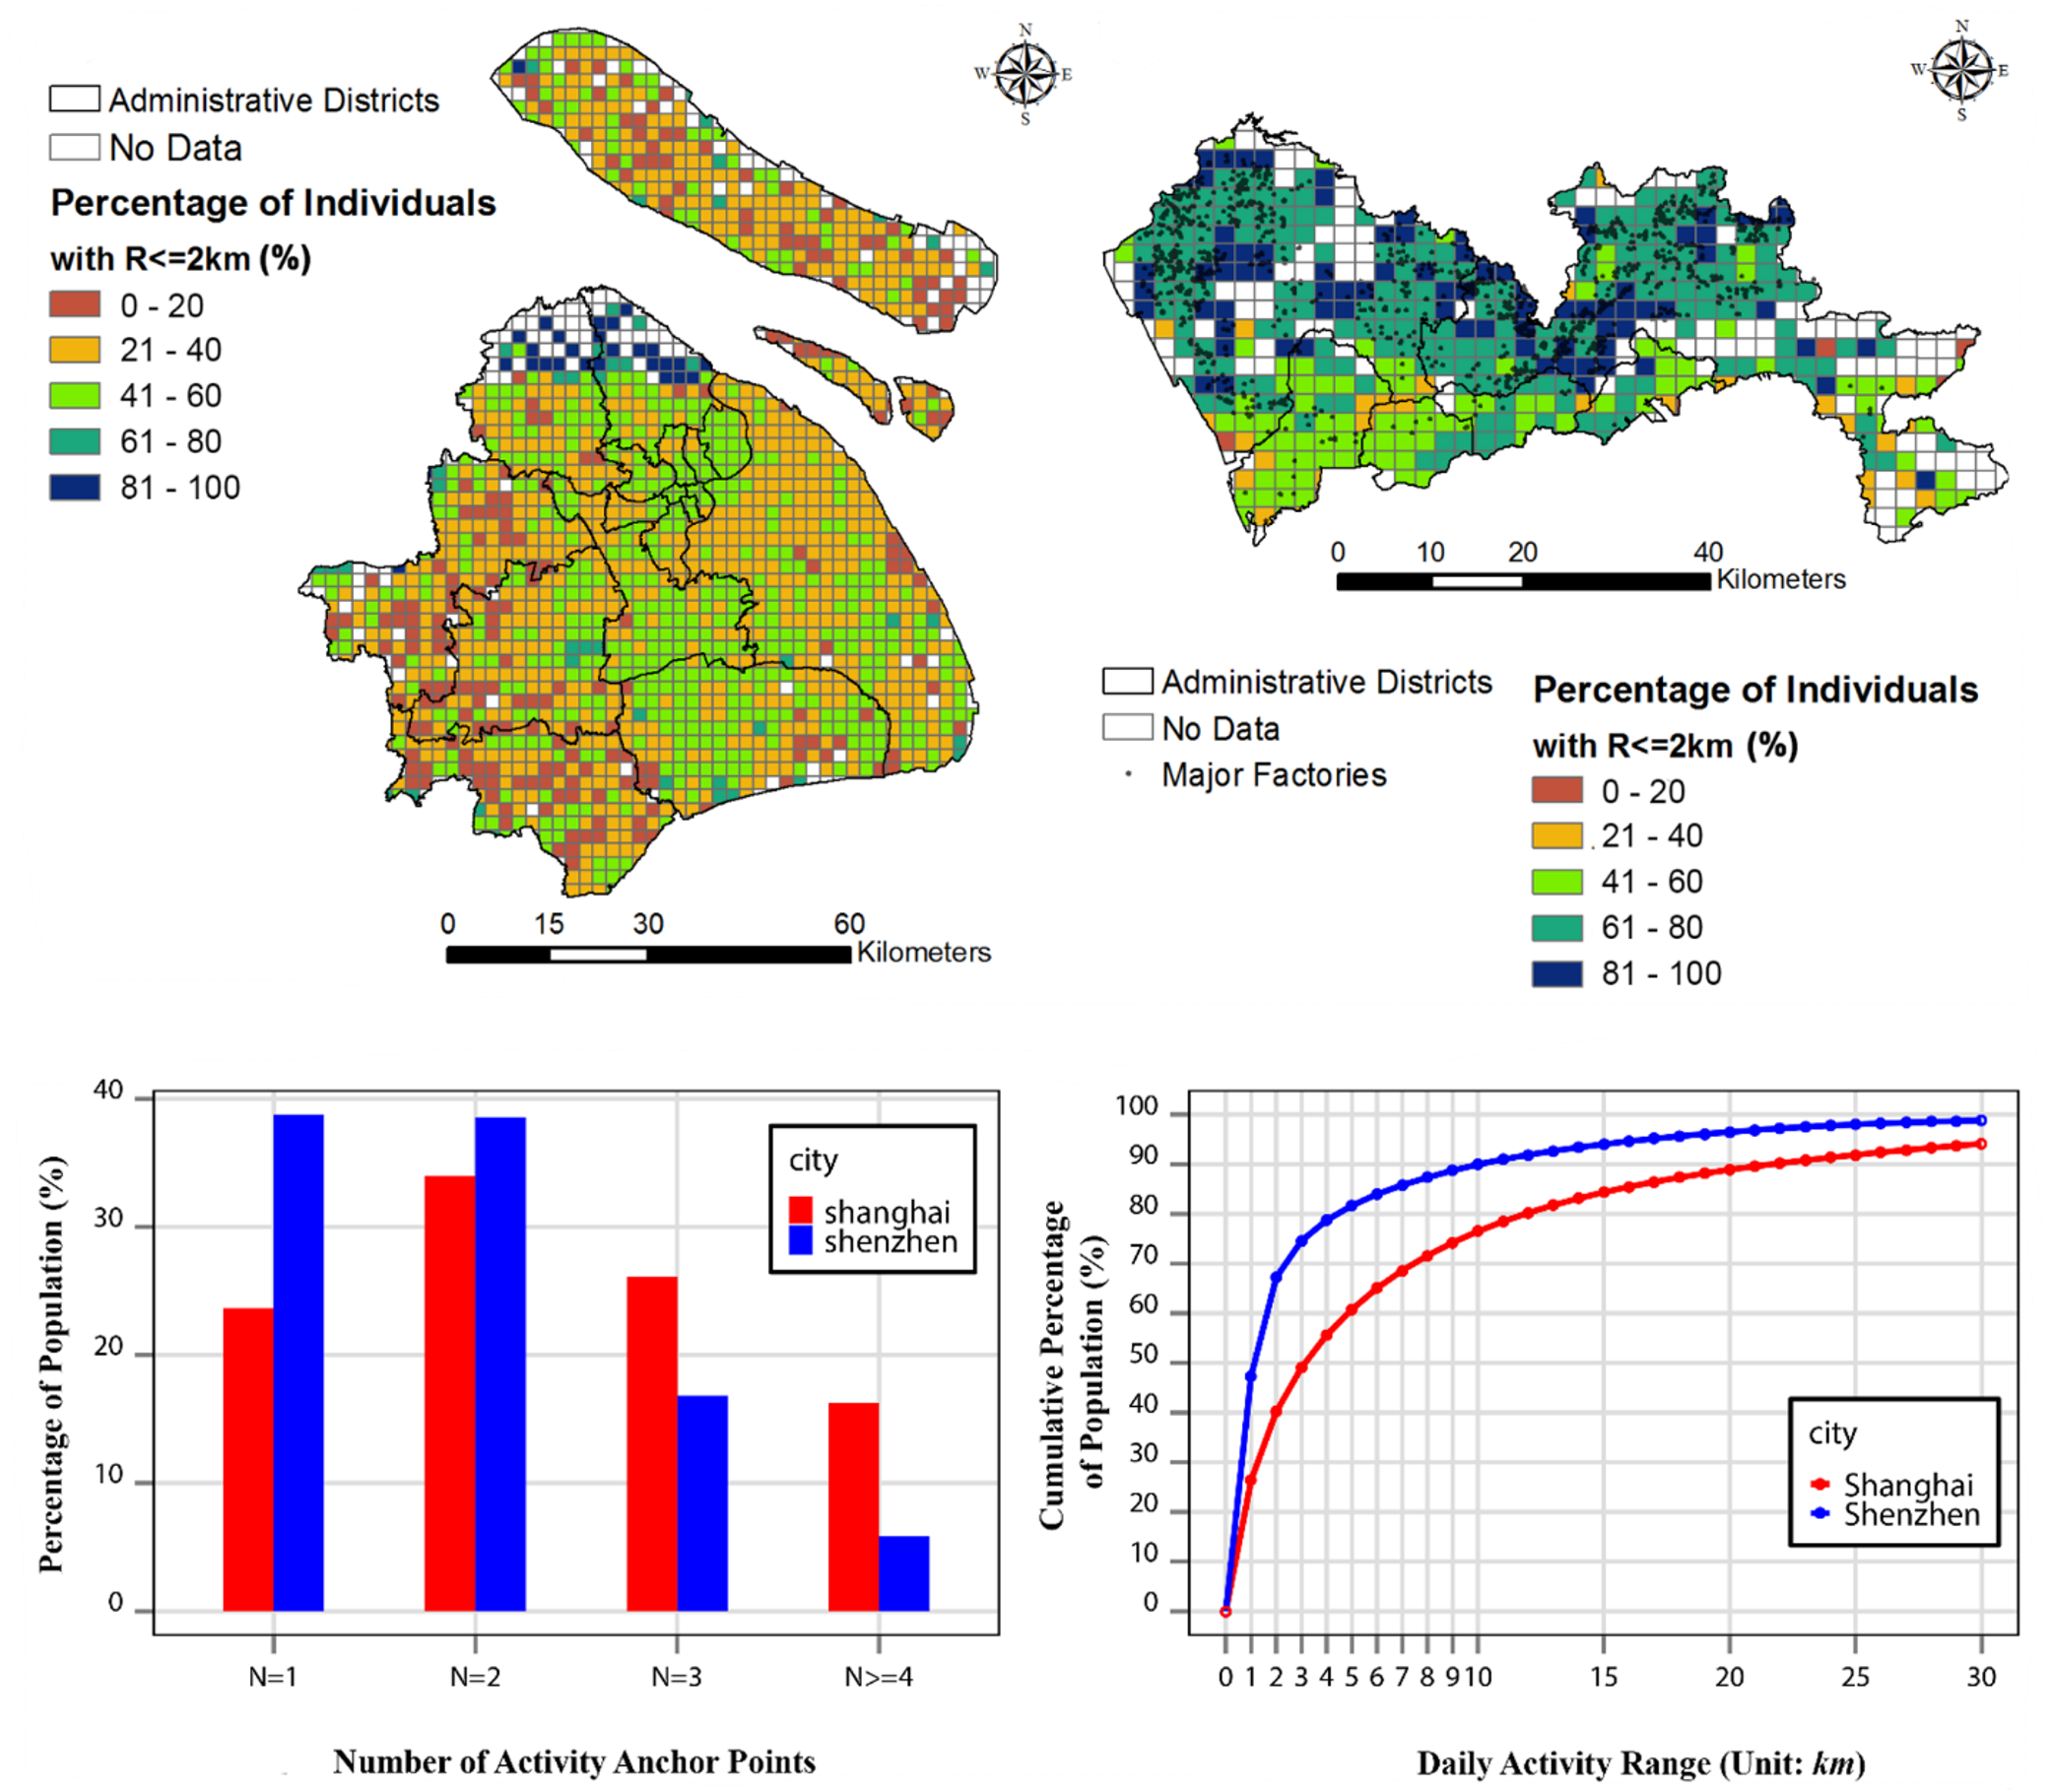 N
W E
S
Administrative Districts
No Data
Percentage of Individuals
with R<=2km (%)
0 - 20
21 - 40
41 - 60
61 - 80
81 - 100
0 15 30 60
Kilometers
N
W E
S
0 10 20 40
Kilometers
Administrative Districts
No Data
Major Factories
Percentage of Individuals
with R<=2km (%)
0 - 20
21 - 40
41 - 60
61 - 80
81 - 100
Percentage of Population (%)
40
30
20
10
0
city
shanghai
shenzhen
N=1 N=2 N=3 N>=4
Number of Activity Anchor Points
Cumulative Percentage
of Population (%)
100
90
80
70
60
50
40
30
20
10
0
city
Shanghai
Shenzhen
0 1 2 3 4 5 6 7 8 9 10 15 20 25 30
Daily Activity Range (Unit: km)